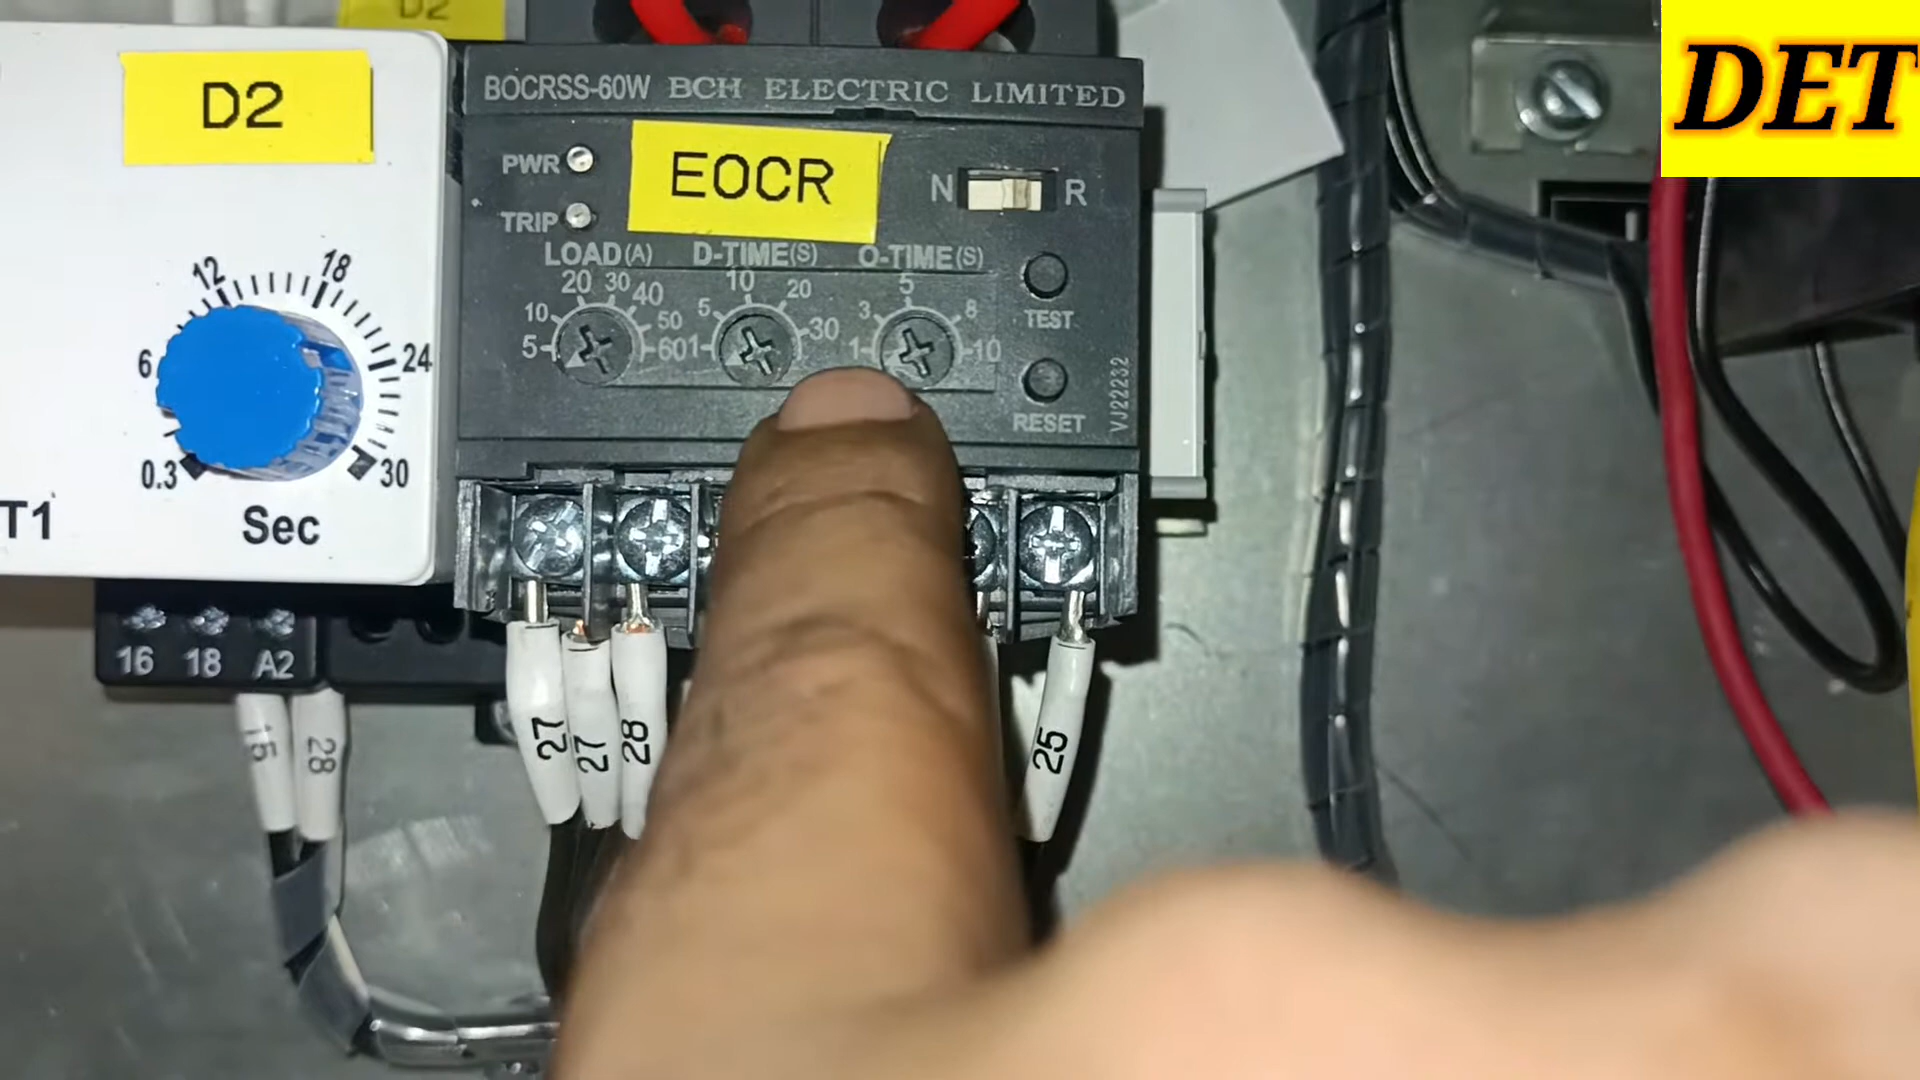 D2
DET
D2
BOCRSS-60W BCH ELECTRIC LIMITED
PWR
EOCR
N R
TRIP
LOAD(A) D-TIME(S) O-TIME(S)
5 10 20 30 40 50 60
1 5 10 20 30
1 3 5 8 10
TEST
RESET
VJ22232
0.3 6 12 18 24 30
T1 Sec
16 18 A2
15 28
27 27 28 25